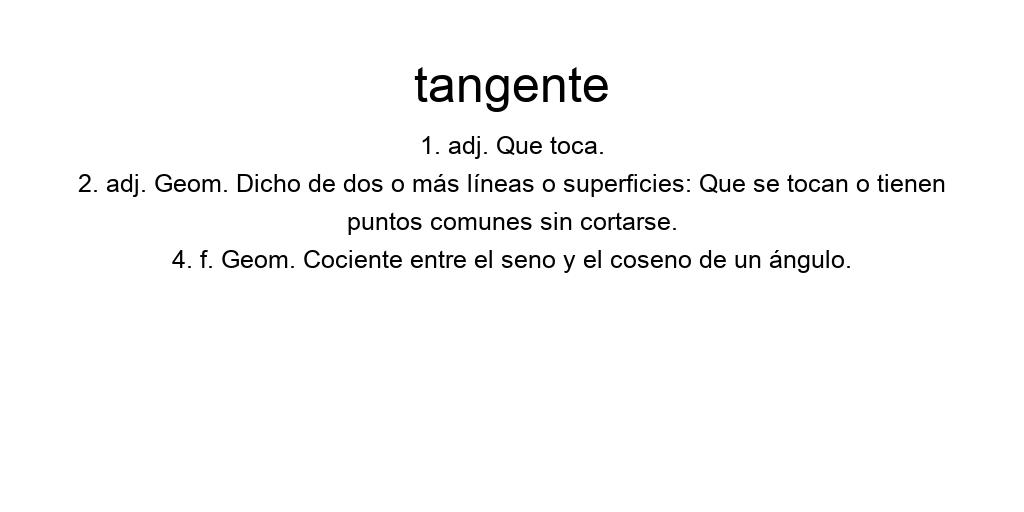 tangente
1. adj. Que toca.
2. adj. Geom. Dicho de dos o más líneas o superficies: Que se tocan o tienen
puntos comunes sin cortarse.
4. f. Geom. Cociente entre el seno y el coseno de un ángulo.